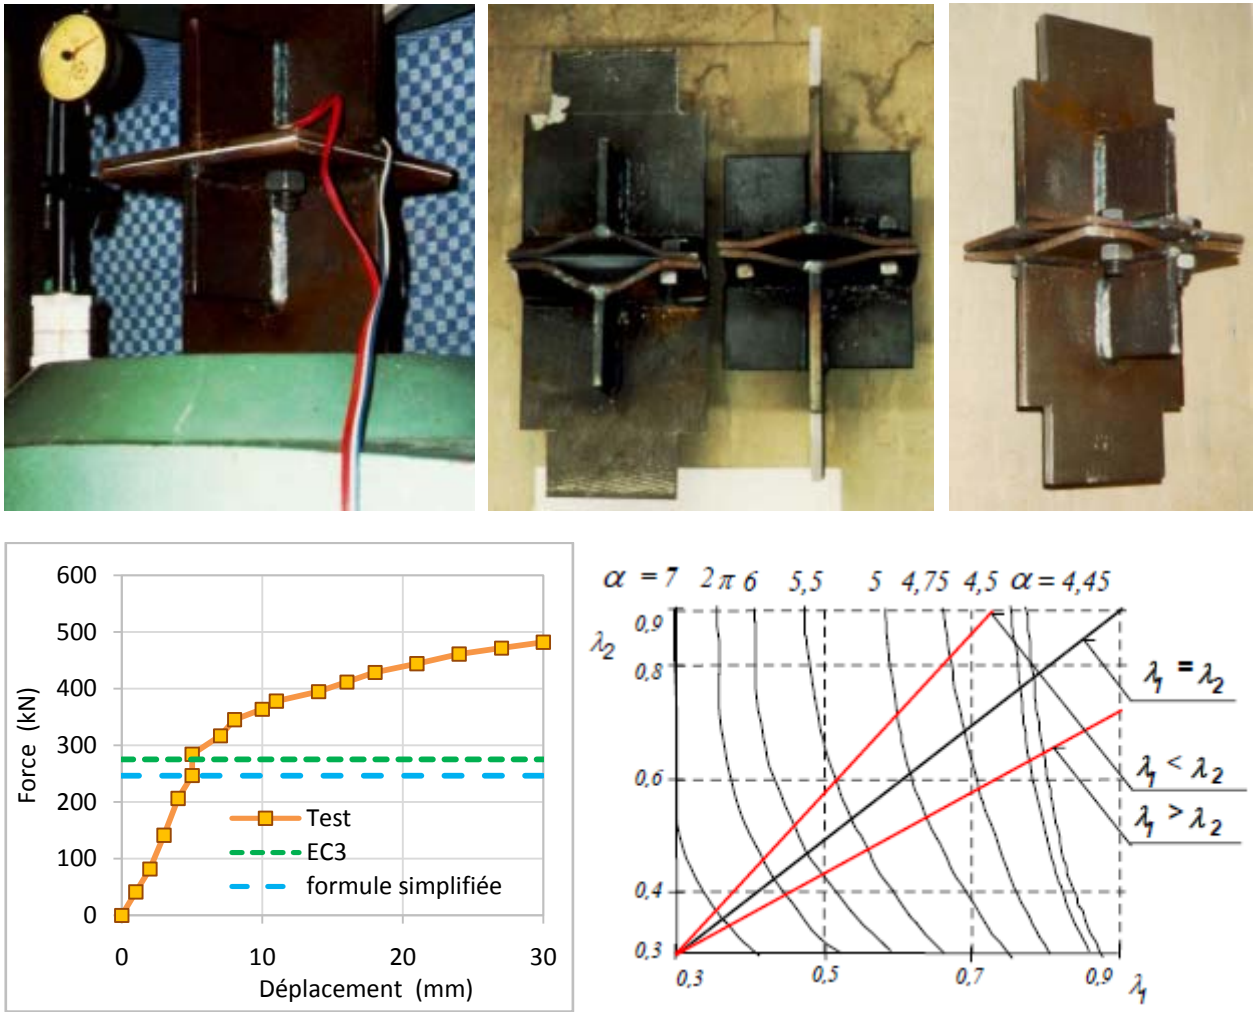 600
500
400
300
200
100
0
Force (kN)
Test
EC3
formule simplifiée
0 10 20 30
Déplacement (mm)
α = 7 2π 6 5,5 5 4,75 4,5 α = 4,45
λ2
0,9
0,8
0,6
0,4
0,3
λ1 = λ2
λ1 < λ2
λ1 > λ2
0,3 0,5 0,7 0,9 λ1